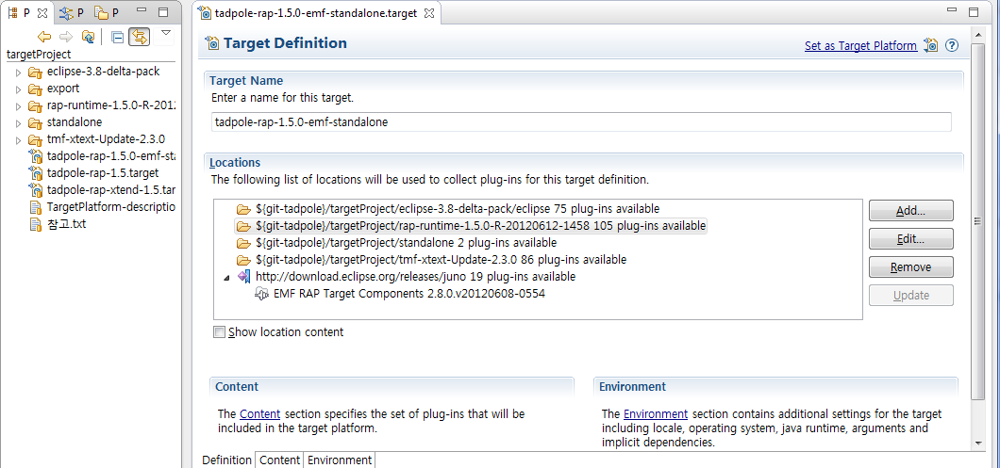 P
P
P
targetProject
eclipse-3.8-delta-pack
export
rap-runtime-1.5.0-R-201
standalone
tmf-xtext-Update-2.3.0
tadpole-rap-1.5.0-emf-sta
tadpole-rap-1.5.target
tadpole-rap-xtend-1.5.tar
TargetPlatform-descriptio
참고.txt
tadpole-rap-1.5.0-emf-standalone.target
Target Definition
Set as Target Platform
Target Name
Enter a name for this target.
tadpole-rap-1.5.0-emf-standalone
Locations
The following list of locations will be used to collect plug-ins for this target definition.
${git-tadpole}/targetProject/eclipse-3.8-delta-pack/eclipse 75 plug-ins available
${git-tadpole}/targetProject/rap-runtime-1.5.0-R-20120612-1458 105 plug-ins available
${git-tadpole}/targetProject/standalone 2 plug-ins available
${git-tadpole}/targetProject/tmf-xtext-Update-2.3.0 86 plug-ins available
http://download.eclipse.org/releases/juno 19 plug-ins available
EMF RAP Target Components 2.8.0.v20120608-0554
Add...
Edit...
Remove
Update
Show location content
Content
The Content section specifies the set of plug-ins that will be
included in the target platform.
Environment
The Environment section contains additional settings for the target
including locale, operating system, java runtime, arguments and
implicit dependencies.
Definition
Content
Environment